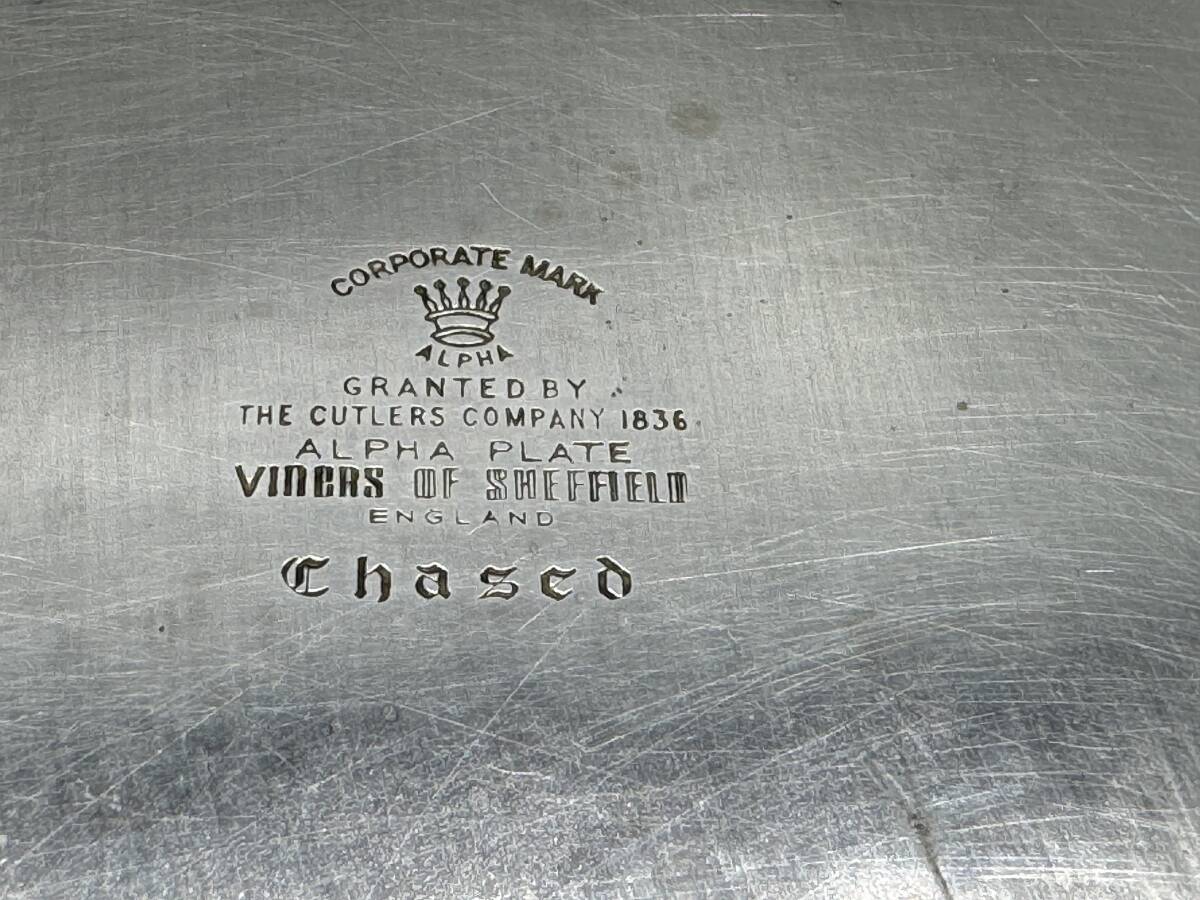 CORPORATE MARK
ALPHA
GRANTED BY
THE CUTLERS COMPANY 1836
ALPHA PLATE
VINERS OF SHEFFIELD
ENGLAND
Chased